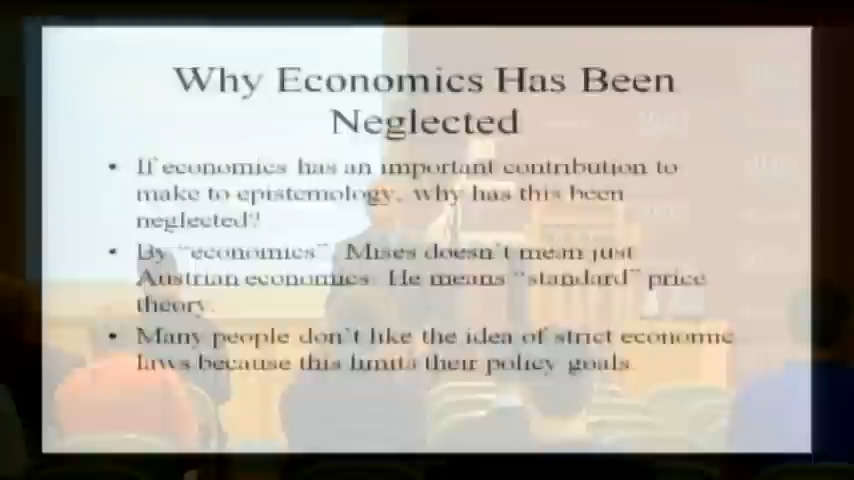 Why Economics Has Been
Neglected
• If economics has an important contribution to
make to epistemology, why has this been
neglected?
• By "economics", Mises doesn't mean just
Austrian economics. He means "standard" price
theory.
• Many people don't like the idea of strict economic
laws because this limits their policy goals.